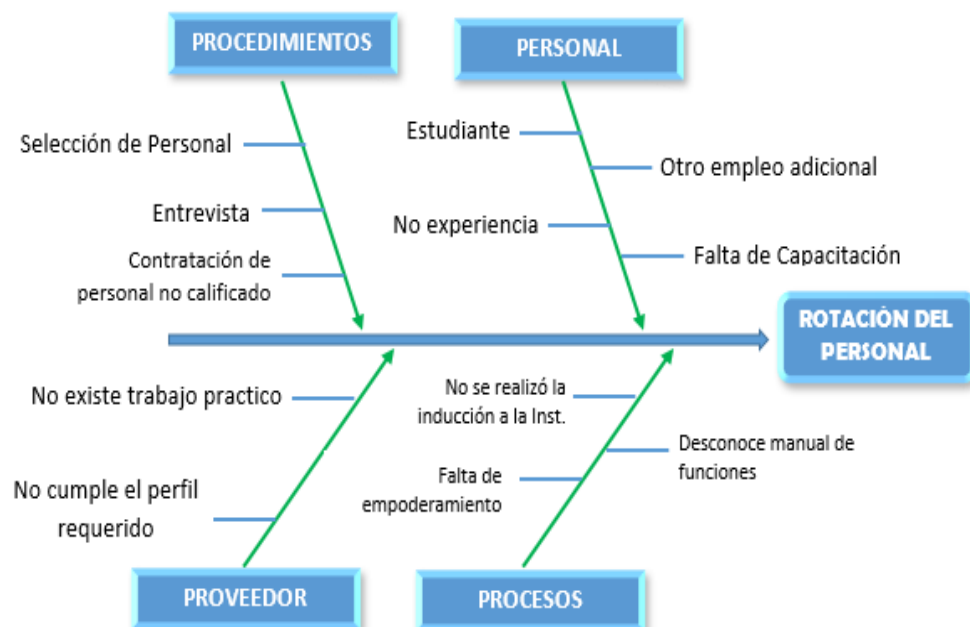 PROCEDIMIENTOS
PERSONAL
Selección de Personal
Estudiante
Otro empleo adicional
Entrevista
No experiencia
Contratación de
personal no calificado
Falta de Capacitación
ROTACIÓN DEL
PERSONAL
No existe trabajo practico
No se realizó la
inducción a la Inst.
Desconoce manual de
funciones
No cumple el perfil
requerido
Falta de
empoderamiento
PROVEEDOR
PROCESOS